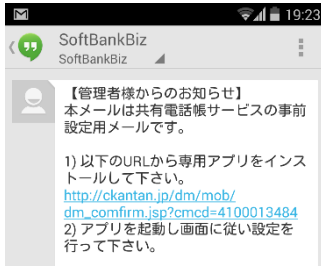 19:23
SoftBankBiz
SoftBankBiz
【管理者様からのお知らせ】
本メールは共有電話帳サービスの事前
設定用メールです。
1) 以下のURLから専用アプリをインス
トールして下さい。
http://ckantan.jp/dm/mob/
dm_comfirm.jsp?cmcd=4100013484
2) アプリを起動し画面に従い設定を
行って下さい。